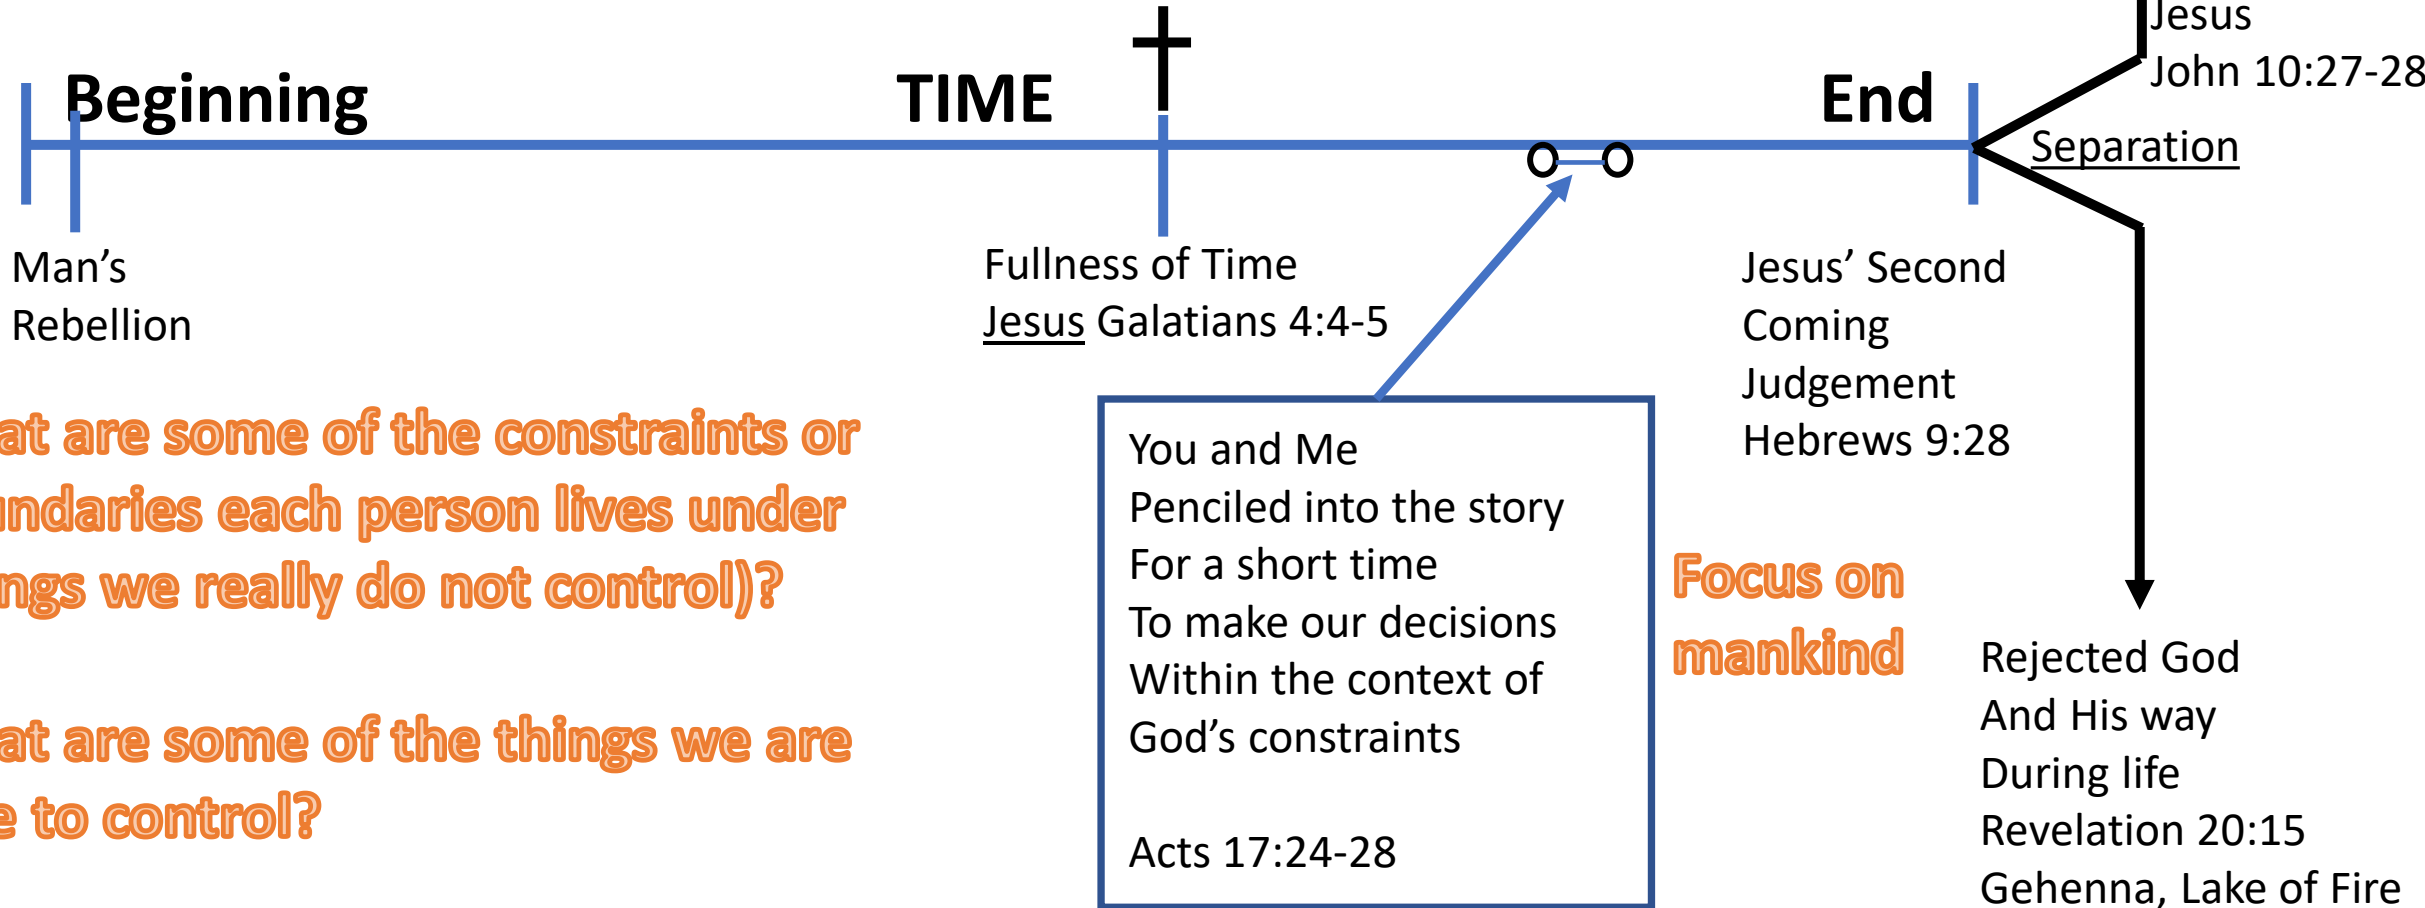 Jesus
John 10:27-28
Beginning
TIME
End
Separation
Man’s
Rebellion
Fullness of Time
Jesus Galatians 4:4-5
Jesus’ Second
Coming
Judgement
Hebrews 9:28
are some of the constraints or
each person lives under
we really do not control)?
are some of the things we are
to control?
You and Me
Penciled into the story
For a short time
To make our decisions
Within the context of
God’s constraints
Acts 17:24-28
Focus on
mankind
Rejected God
And His way
During life
Revelation 20:15
Gehenna, Lake of Fire